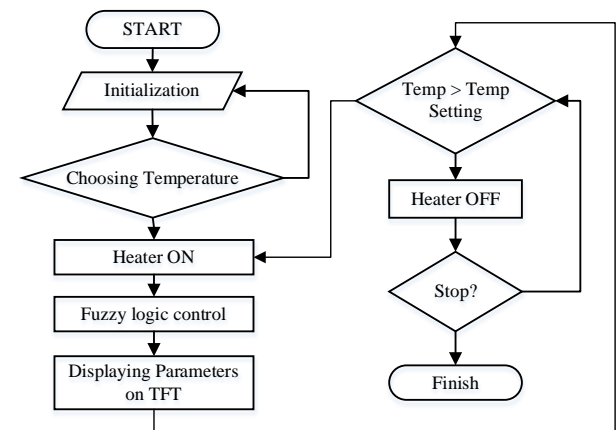 START
Initialization
Choosing Temperature
Heater ON
Fuzzy logic control
Displaying Parameters
on TFT
Temp > Temp
Setting
Heater OFF
Stop?
Finish